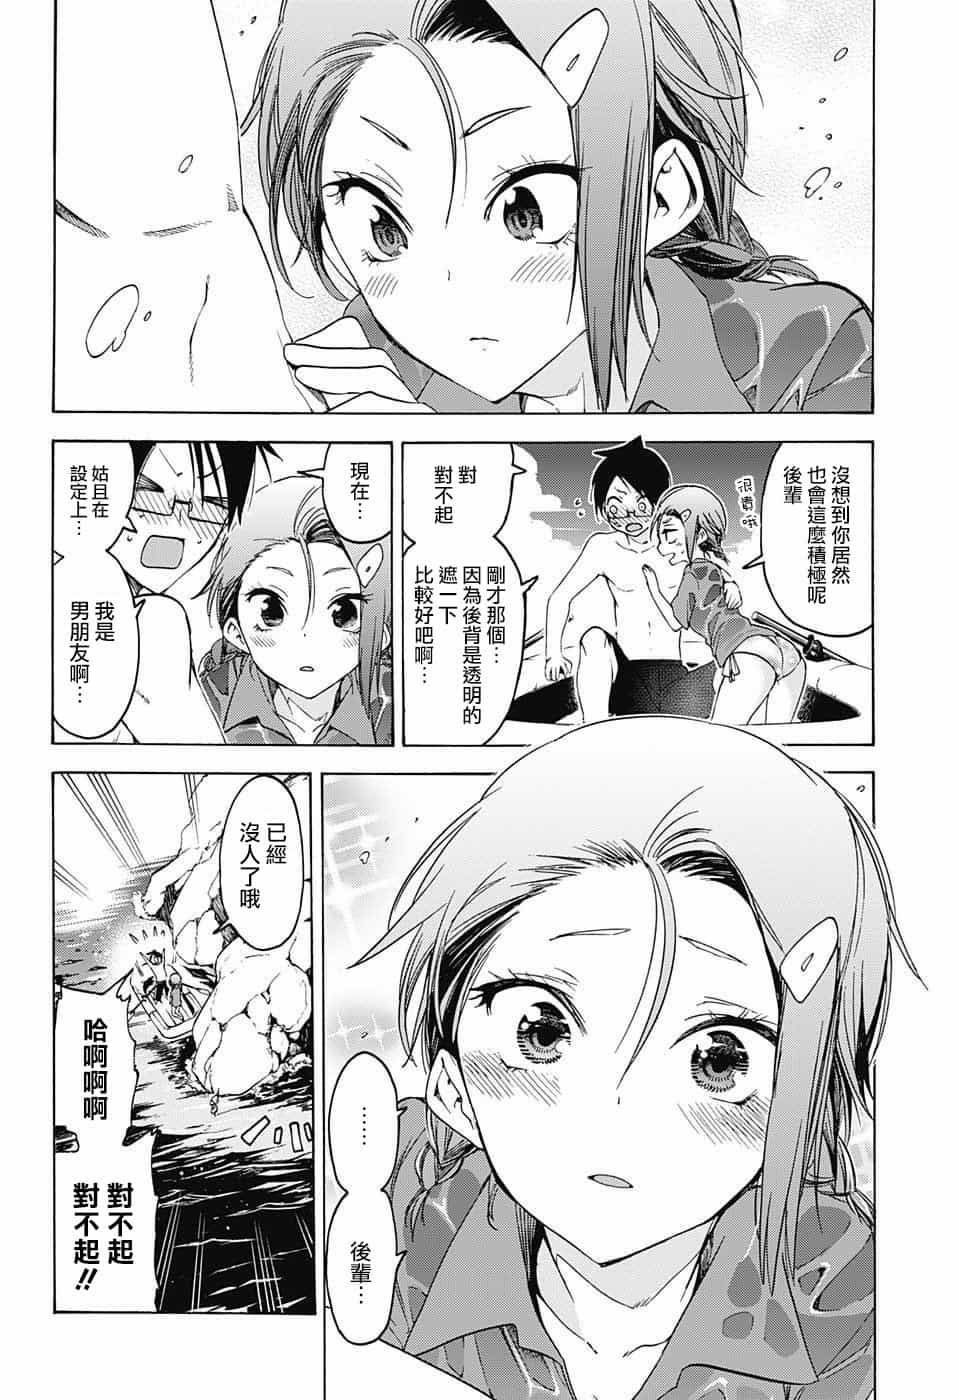 沒想到你居然
也會這麼積極呢
後輩
很貴哦
剛才那個…
因為後背是透明的
遮一下
比較好吧啊…
對
對不起
現在…
姑且在
設定上…
我是
男朋友啊…
……
後輩…
已經
沒人了哦
哈啊啊啊
對不起
對不起!!